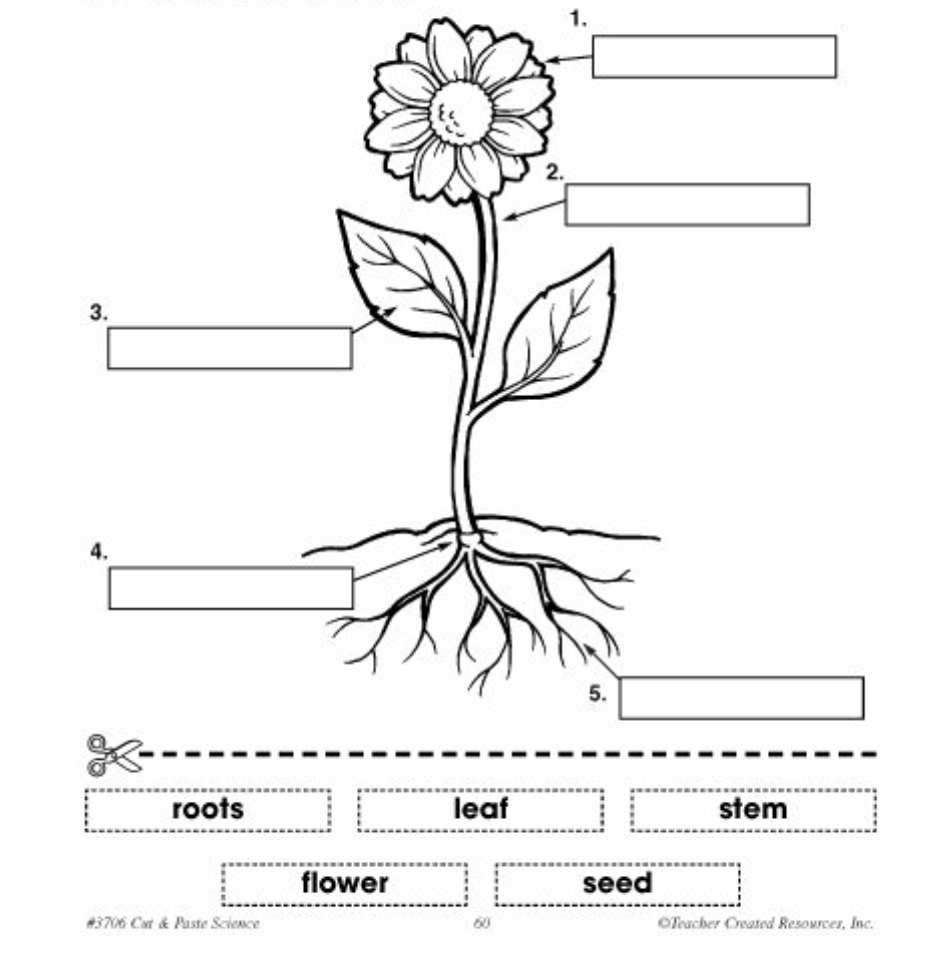 1.
2.
3.
4.
5.
roots leaf stem
flower seed
#3706 Cut & Paste Science 60 ©Teacher Created Resources, Inc.